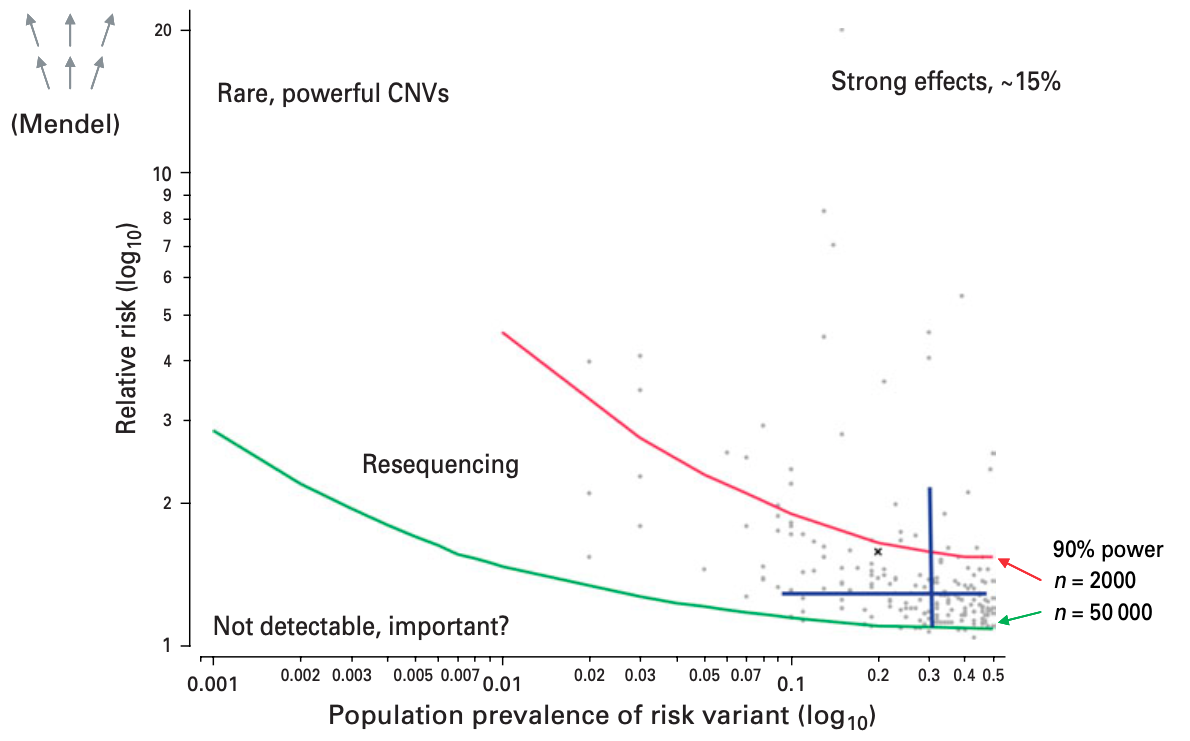 (Mendel)
Relative risk (log10)
20
10
9
8
7
6
5
4
3
2
1
Rare, powerful CNVs
Strong effects, ~15%
Resequencing
Not detectable, important?
90% power
n = 2000
n = 50 000
0.001
0.002
0.003
0.005
0.007
0.01
0.02
0.03
0.05
0.07
0.1
0.2
0.3
0.4
0.5
Population prevalence of risk variant (log10)